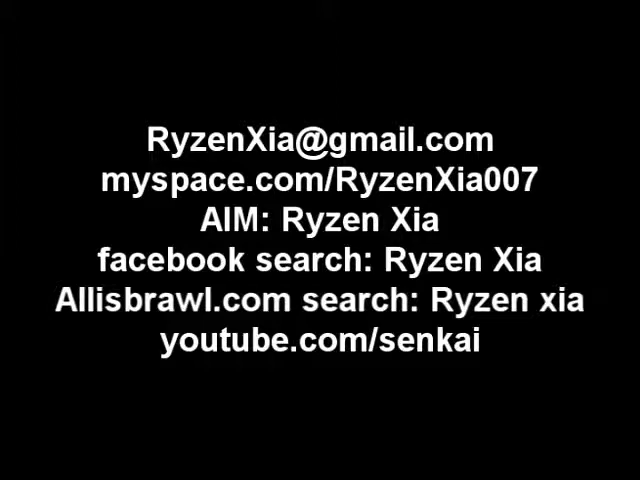 RyzenXia@gmail.com
myspace.com/RyzenXia007
AIM: Ryzen Xia
facebook search: Ryzen Xia
Allisbrawl.com search: Ryzen xia
youtube.com/senkai